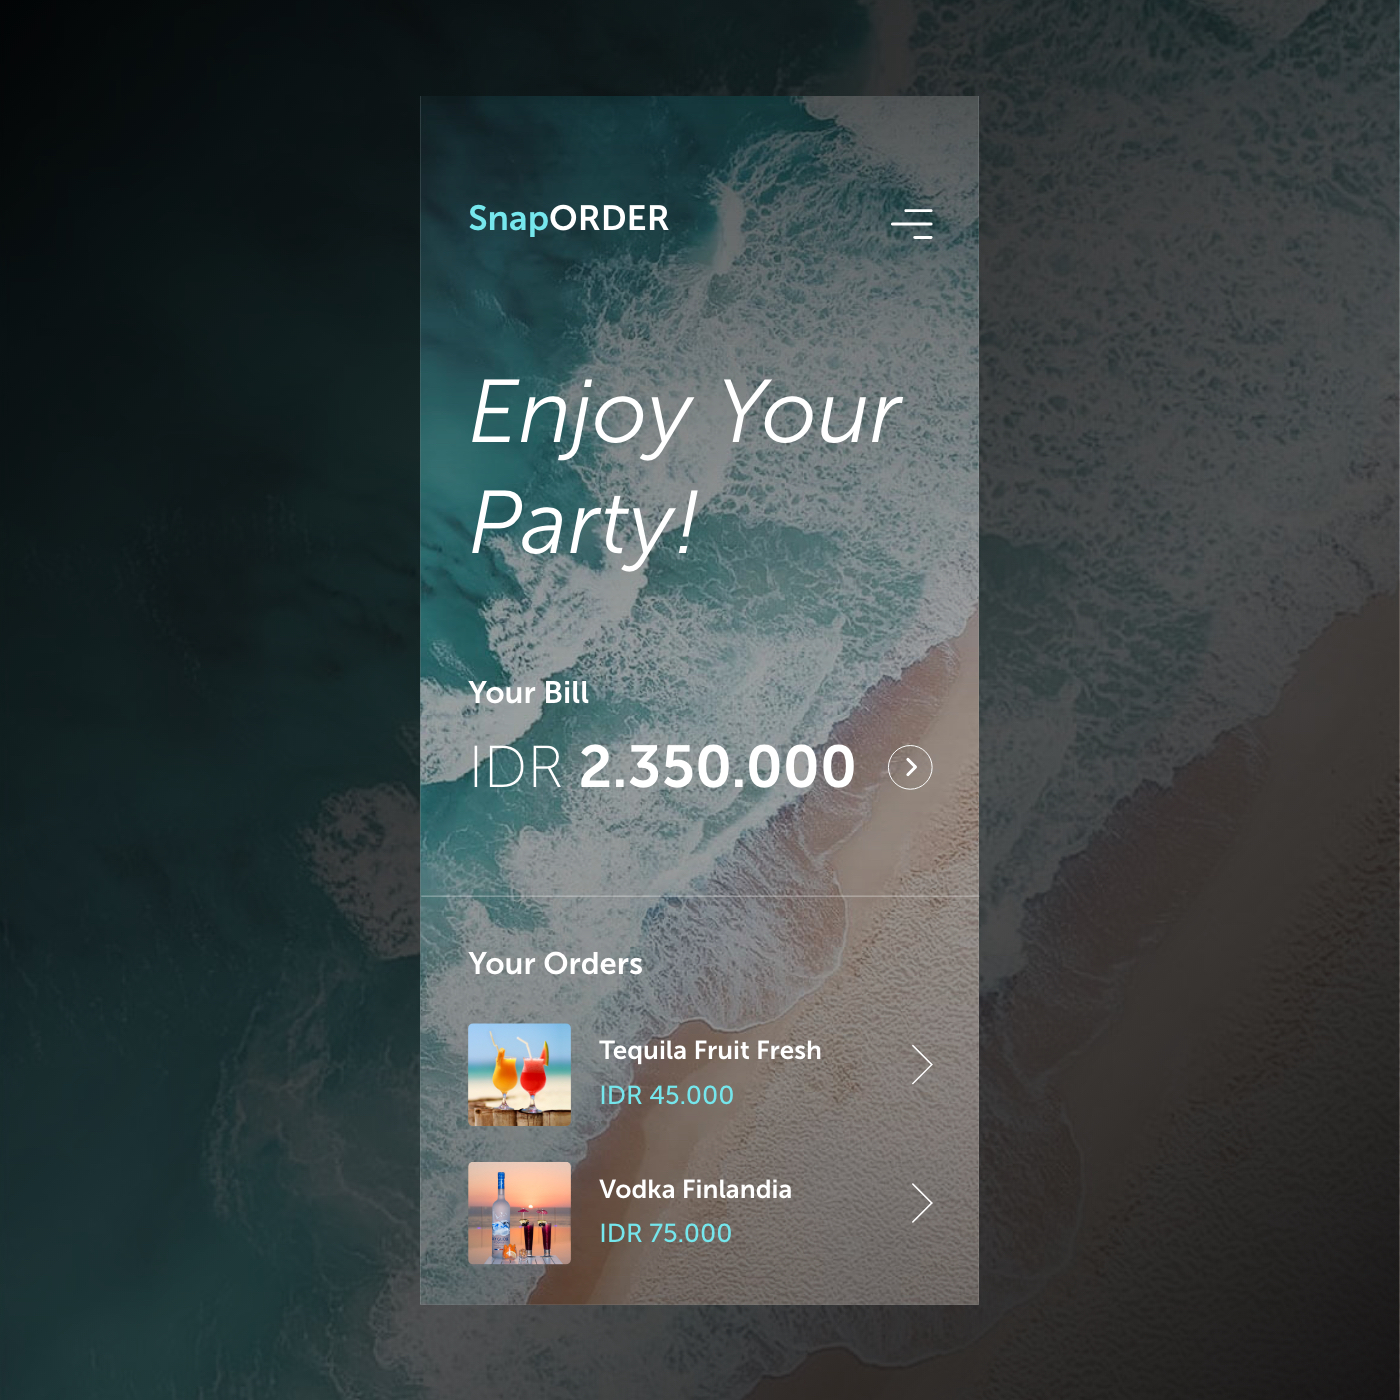 SnapORDER
Enjoy Your
Party!
Your Bill
IDR 2.350.000
Your Orders
Tequila Fruit Fresh
IDR 45.000
Vodka Finlandia
IDR 75.000